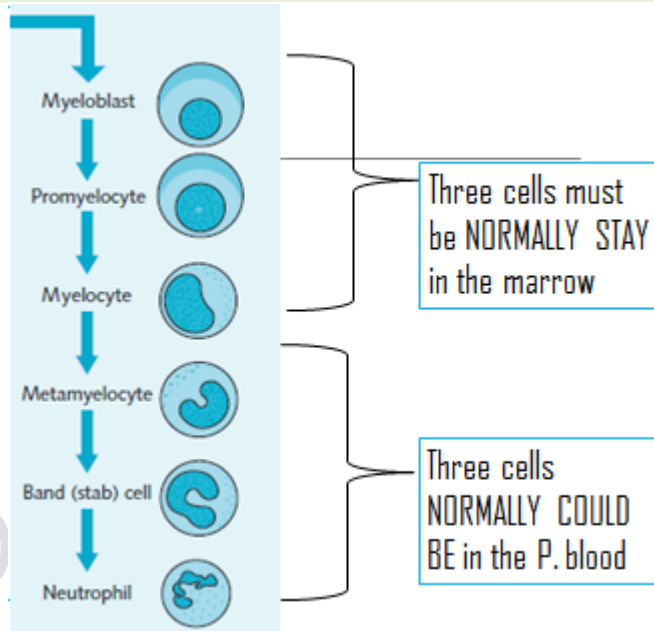 Myeloblast
Promyelocyte
Myelocyte
Metamyelocyte
Band (stab) cell
Neutrophil
Three cells must
be NORMALLY STAY
in the marrow
Three cells
NORMALLY COULD
BE in the P. blood